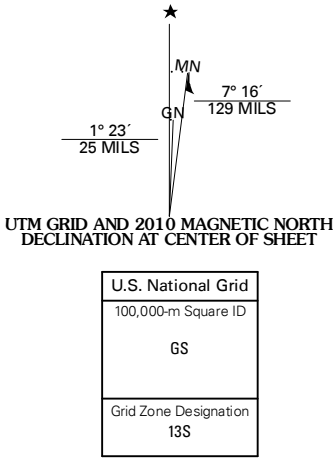 MN
7° 16´
129 MILS
GN
1° 23´
25 MILS
UTM GRID AND 2010 MAGNETIC NORTH
DECLINATION AT CENTER OF SHEET
U.S. National Grid
100,000-m Square ID
GS
Grid Zone Designation
13S